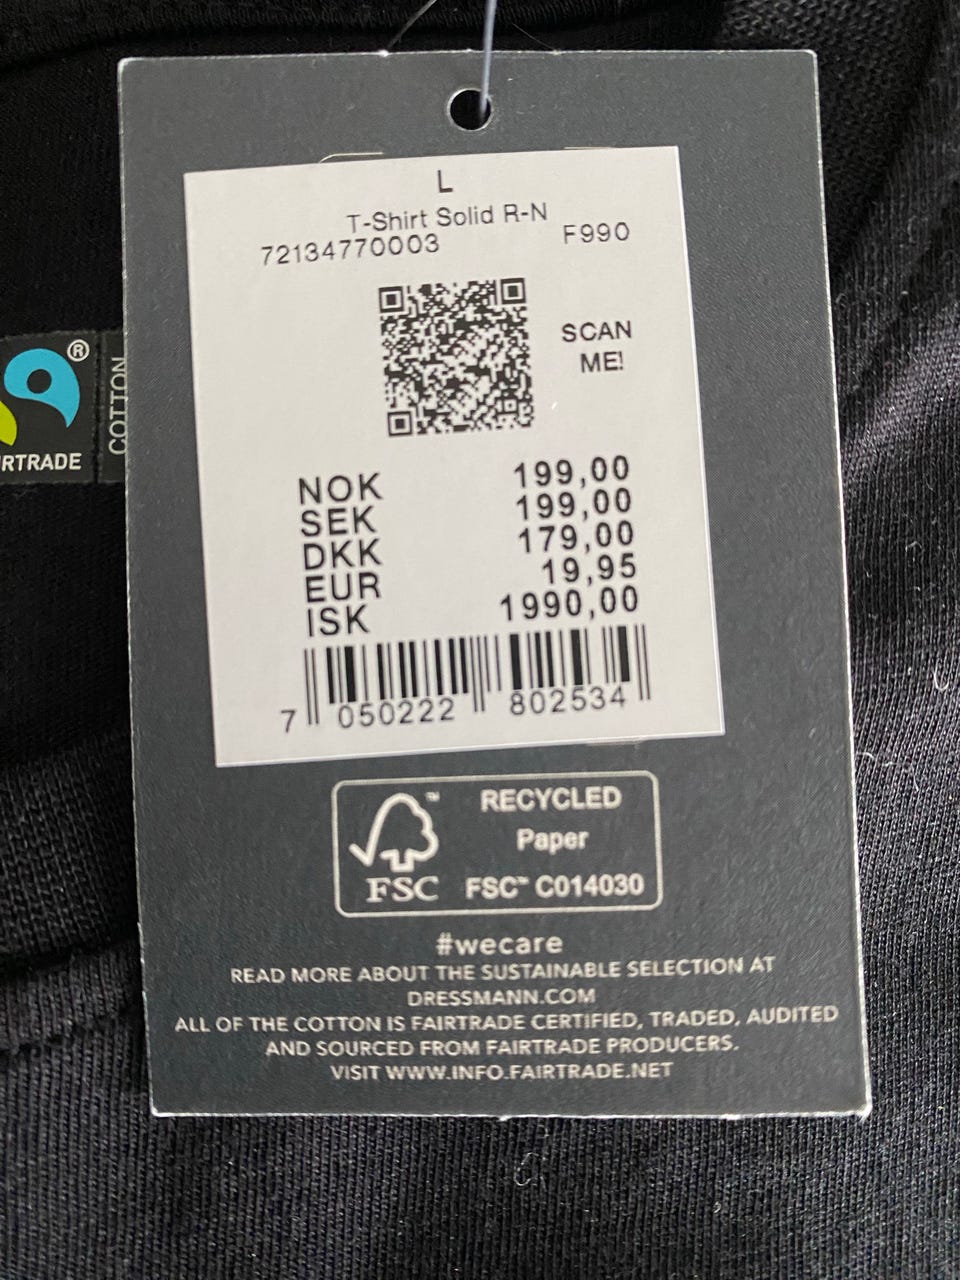 L
T-Shirt Solid R-N
72134770003 F990
SCAN
ME!
NOK 199,00
SEK 199,00
DKK 179,00
EUR 19,95
ISK 1990,00
7 050222 802534
®
RTRADE
COTTON
FSC
™
RECYCLED
Paper
FSC™ C014030
#wecare
READ MORE ABOUT THE SUSTAINABLE SELECTION AT
DRESSMANN.COM
ALL OF THE COTTON IS FAIRTRADE CERTIFIED, TRADED, AUDITED
AND SOURCED FROM FAIRTRADE PRODUCERS.
VISIT WWW.INFO.FAIRTRADE.NET